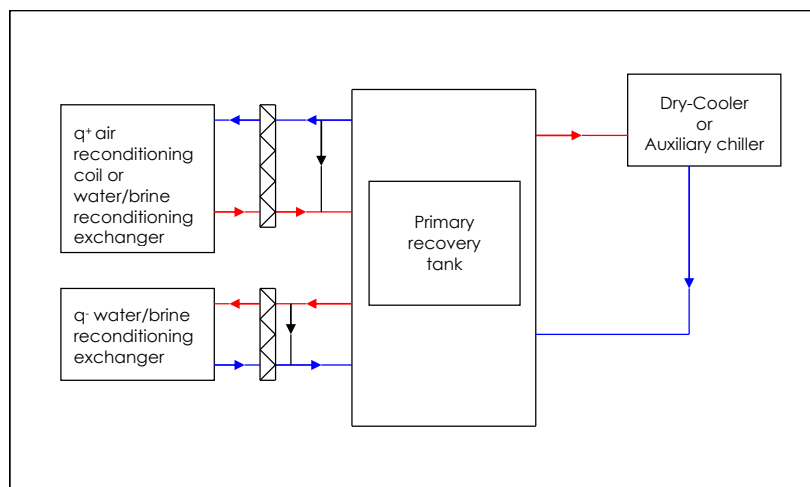 q⁺ air
reconditioning
coil or
water/brine
reconditioning
exchanger
q⁻ water/brine
reconditioning
exchanger
Primary
recovery
tank
Dry-Cooler
or
Auxiliary chiller